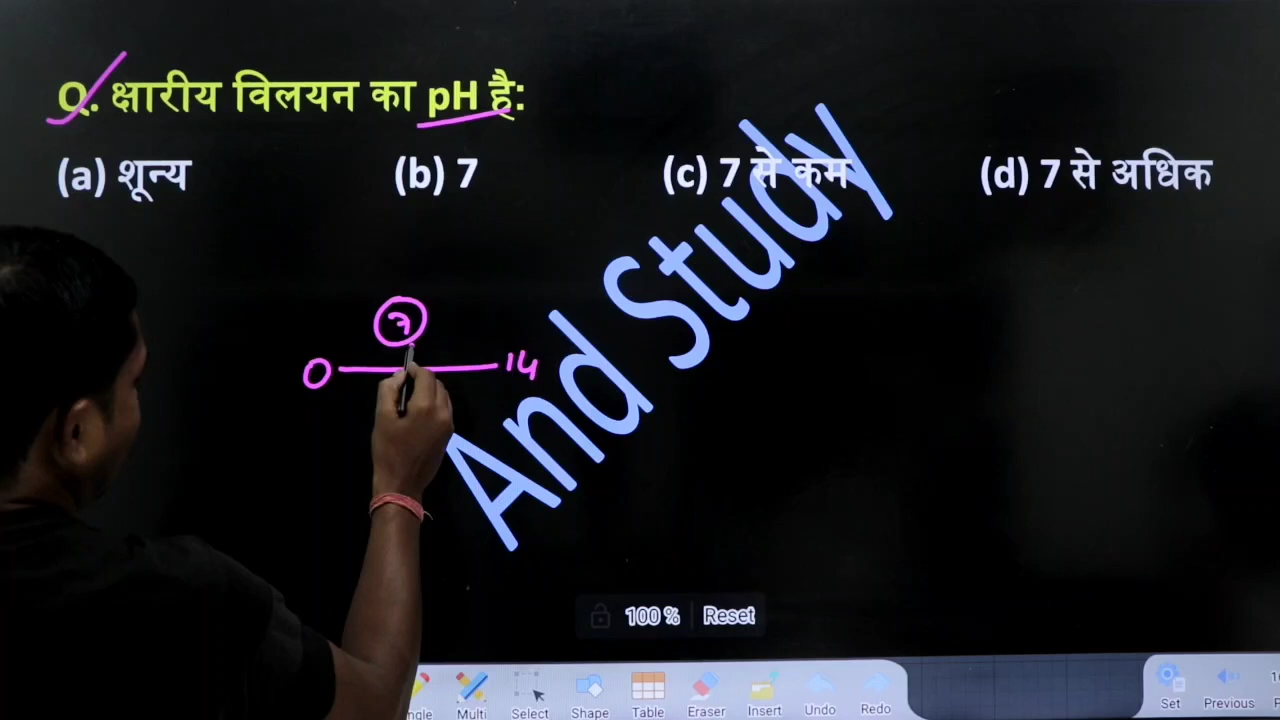 Q. क्षारीय विलयन का pH है:
(a) शून्य (b) 7 (c) 7 से कम (d) 7 से अधिक
7
0 14
And Study
100 % Reset
Multi Select Shape Table Eraser Insert Undo Redo Set Previous